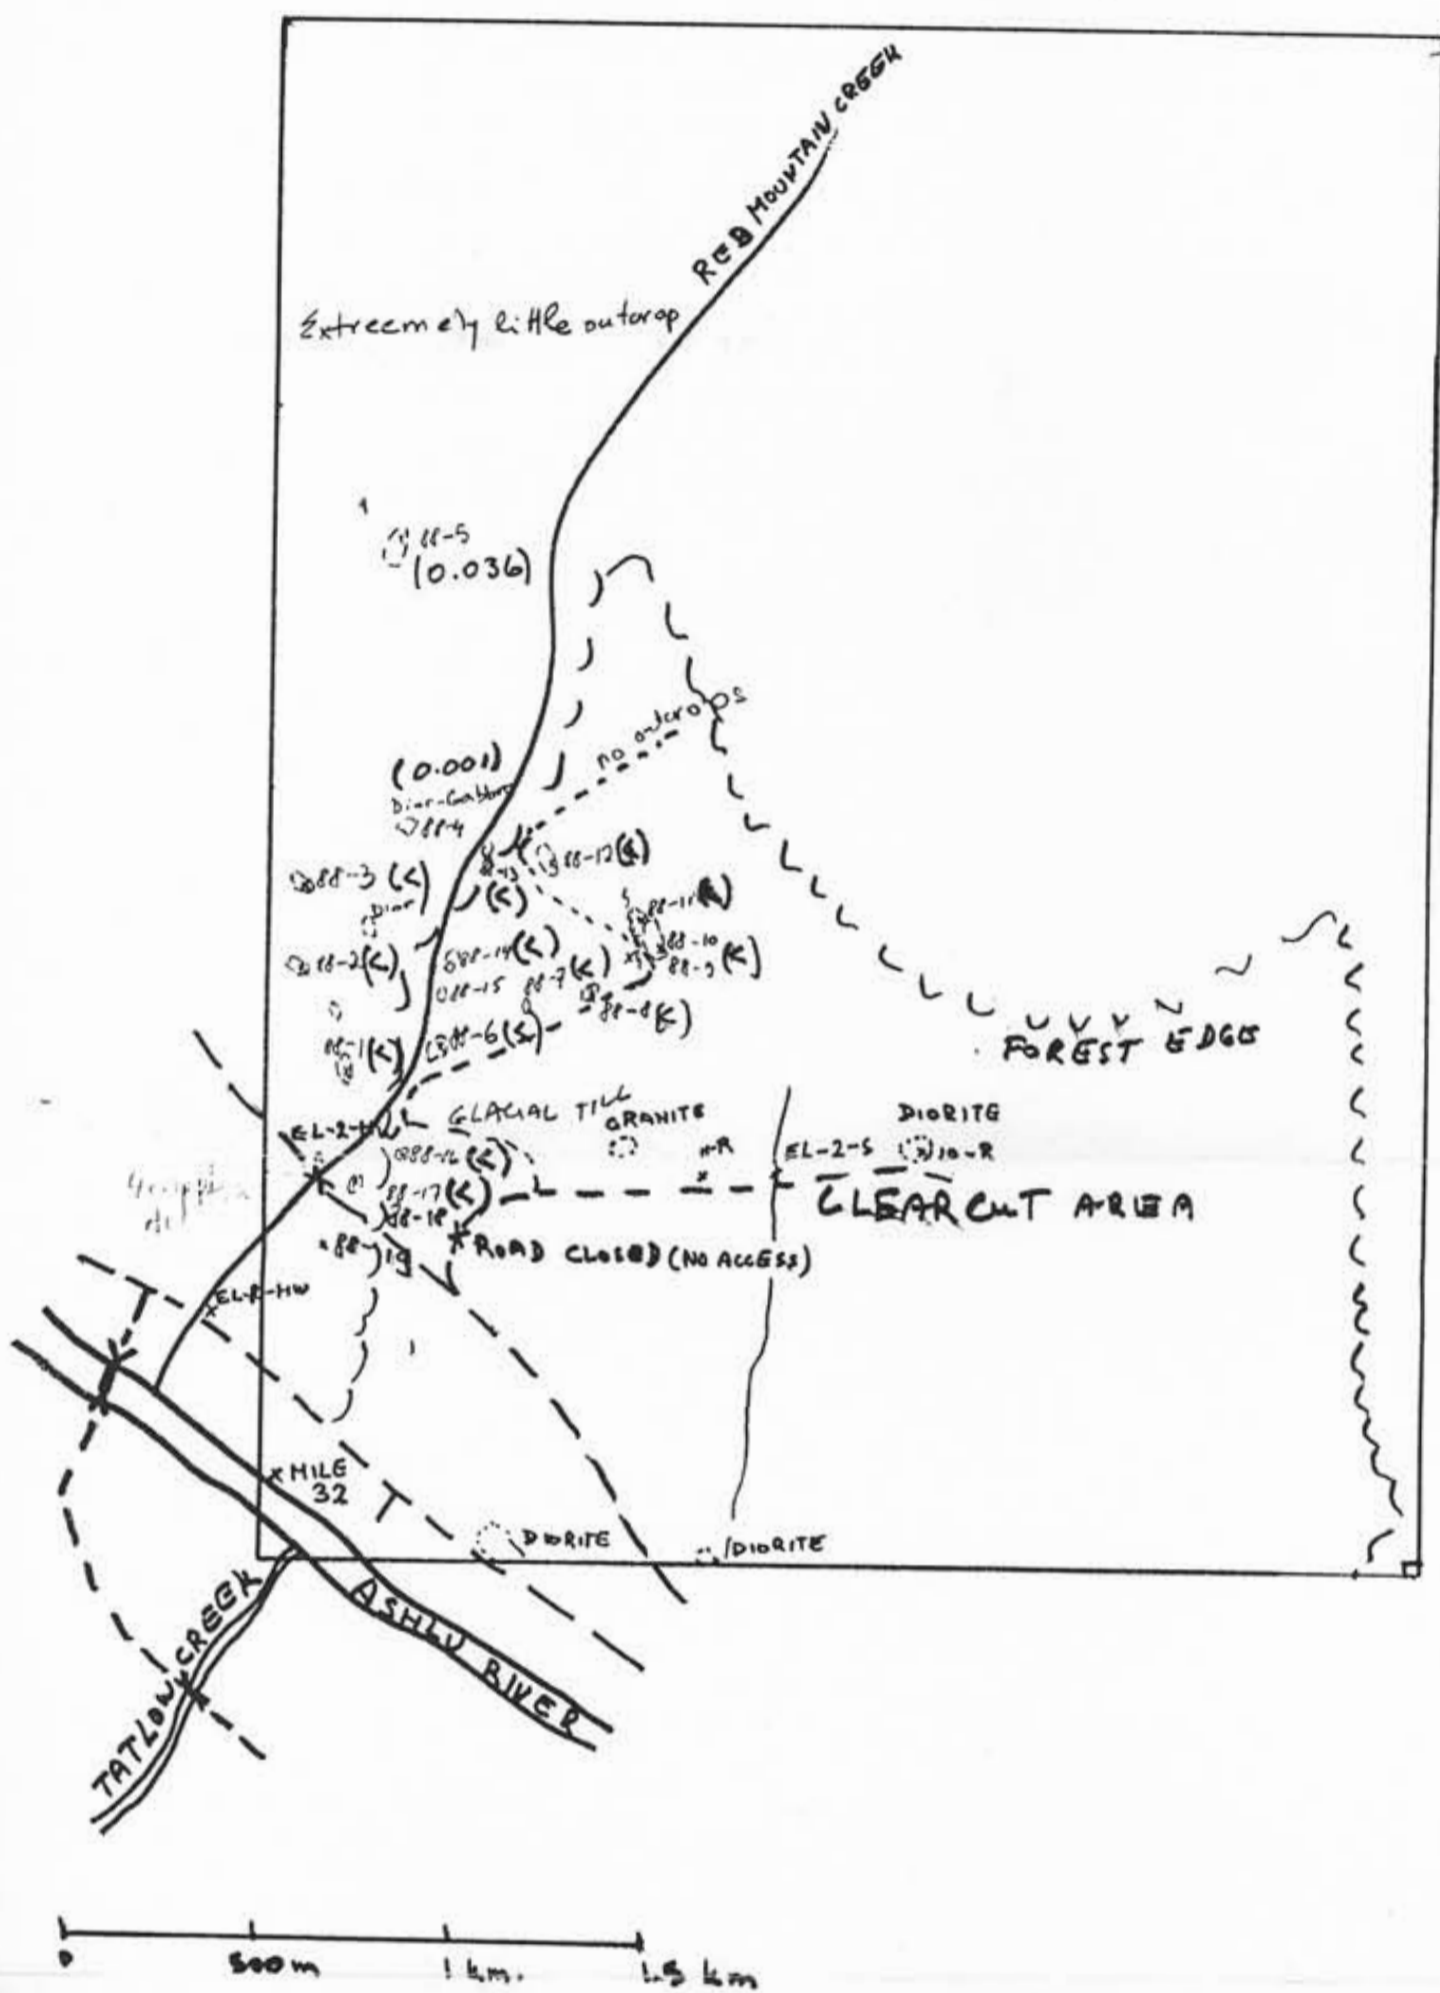 RED MOUNTAIN CREEK
Extreemely little outcrop
88-5
(0.036)
no outcrops
(0.001)
Dior-Gabbro
88-4
88-12(<)
88-3 (<)
Dior
(<)
88-11(<)
88-10
88-9 (<)
88-2(<)
88-14(<)
88-15
88-7(<)
88-8(<)
88-6(<)
88-1(<)
FOREST EDGE
GLACIAL TILL
GRANITE
DIORITE
EL-2-HW
88-16(<)
11-R
EL-2-S
10-R
88-17(<)
88-18
CLEARCUT AREA
88-19
ROAD CLOSED (NO ACCESS)
EL-R-HW
MILE
32
DIORITE
DIORITE
TATLOW CREEK
ASHLU RIVER
0
500m
1 km.
1.5 km